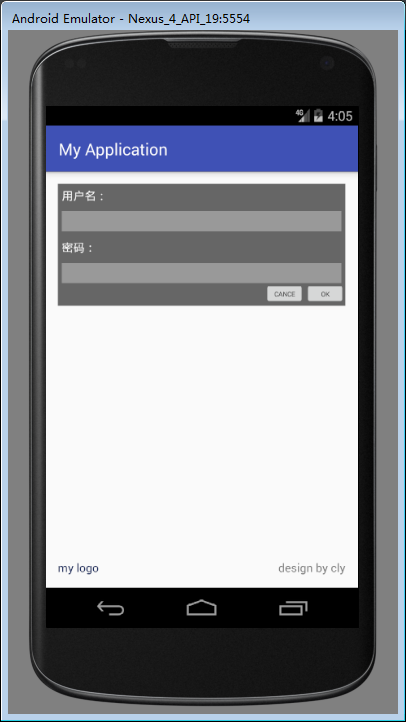 Android Emulator - Nexus_4_API_19:5554
4G 4:05
My Application
用户名：
密码：
CANCE OK
my logo design by cly